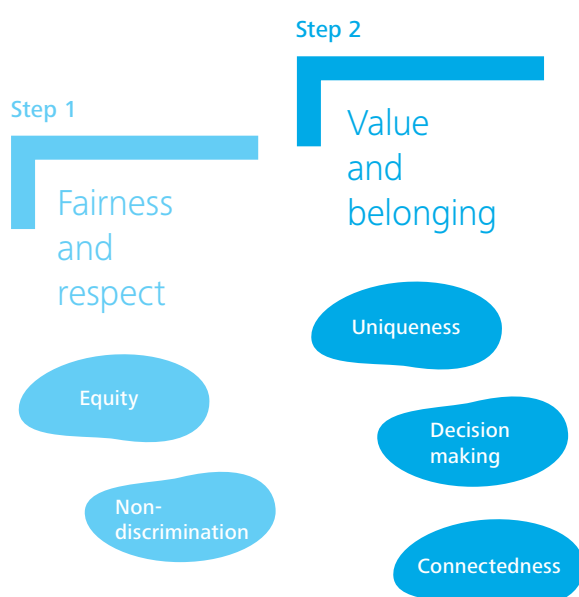 Step 1
Fairness
and
respect
Equity
Non-
discrimination
Step 2
Value
and
belonging
Uniqueness
Decision
making
Connectedness